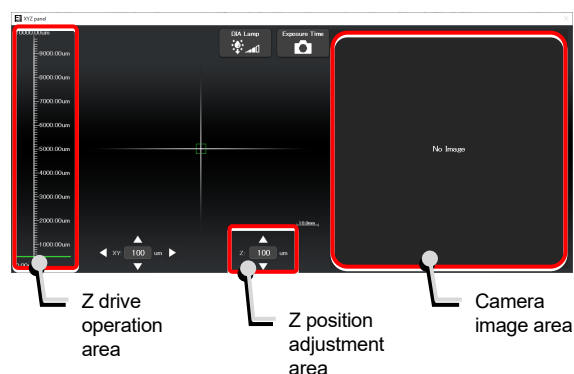 XYZ panel
DIA Lamp
Exposure Time
10000.00um
9000.00um
8000.00um
7000.00um
6000.00um
5000.00um
4000.00um
3000.00um
2000.00um
1000.00um
No Image
10.0mm
XY: 100 um
Z: 100 um
Z drive
operation
area
Z position
adjustment
area
Camera
image area